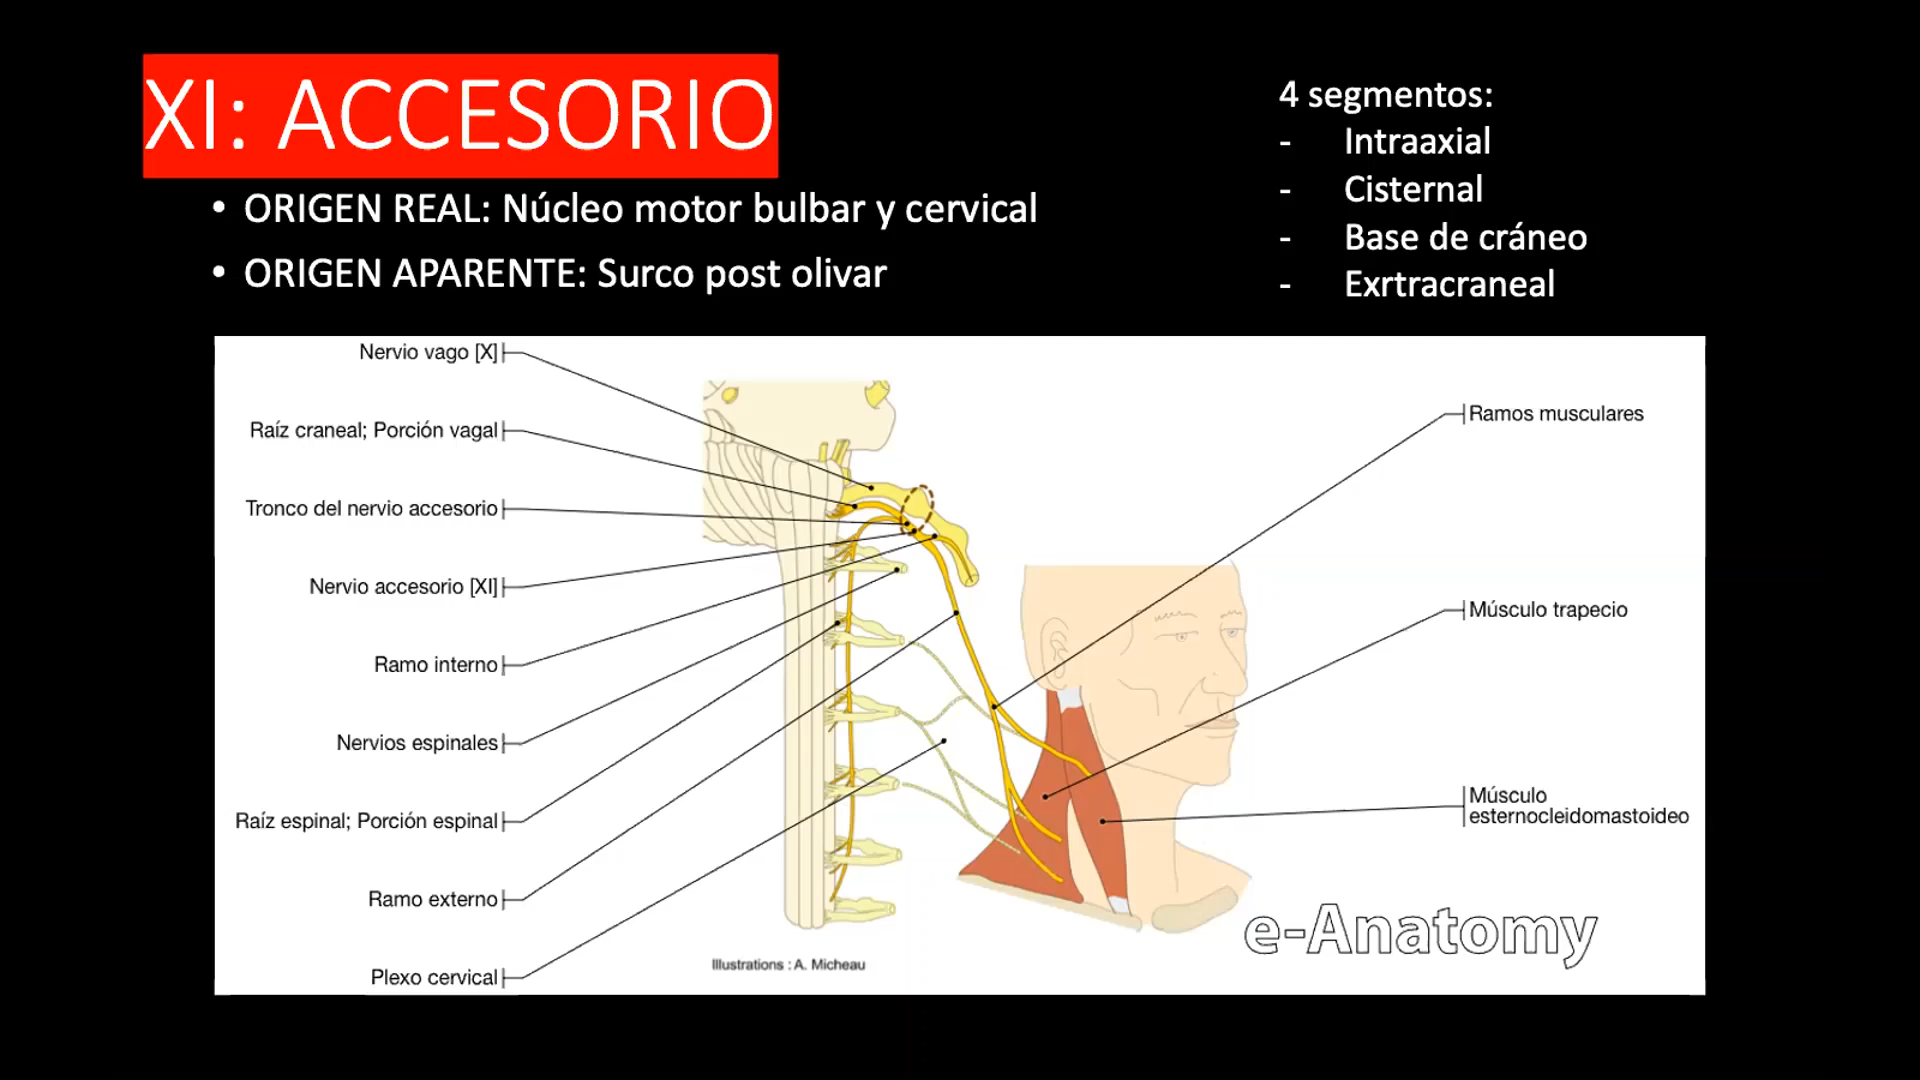 XI: ACCESORIO
• ORIGEN REAL: Núcleo motor bulbar y cervical
• ORIGEN APARENTE: Surco post olivar
4 segmentos:
- Intraaxial
- Cisternal
- Base de cráneo
- Exrtracraneal
Nervio vago [X]
Raíz craneal; Porción vagal
Tronco del nervio accesorio
Nervio accesorio [XI]
Ramo interno
Nervios espinales
Raíz espinal; Porción espinal
Ramo externo
Plexo cervical
Ramos musculares
Músculo trapecio
Músculo
esternocleidomastoideo
e-Anatomy
Illustrations : A. Micheau